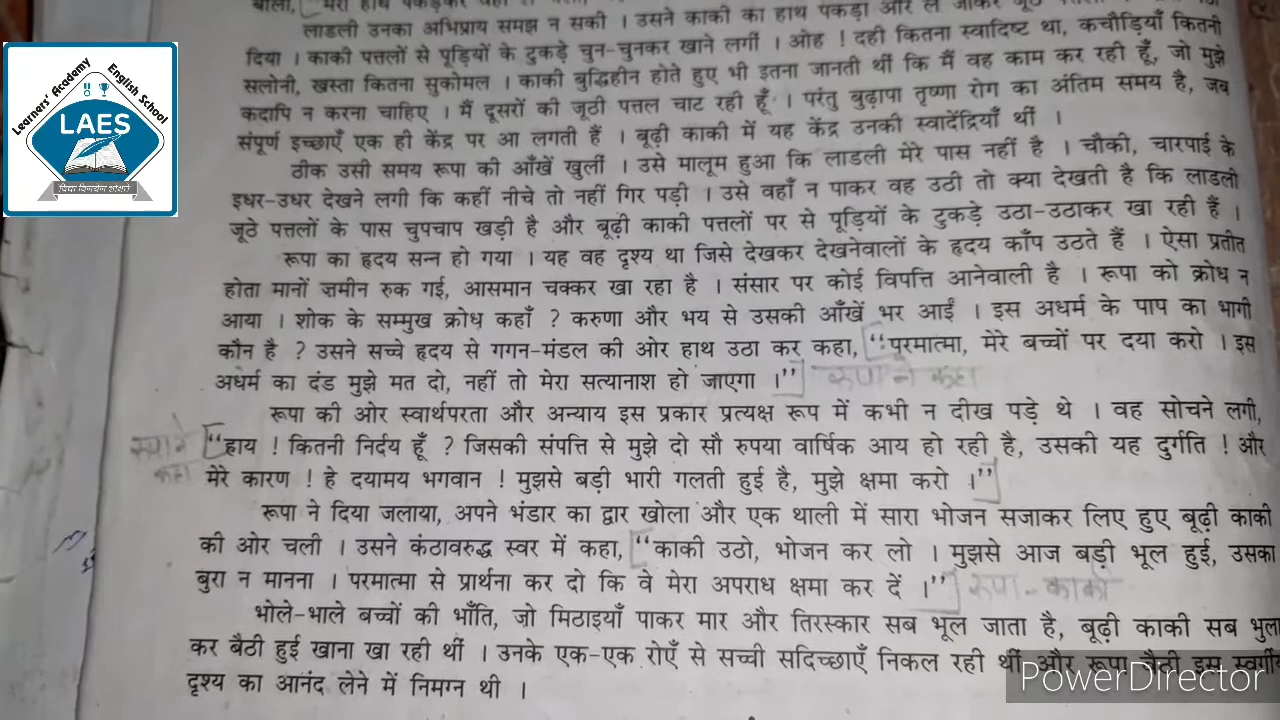 Learners' Academy English School
LAES
विद्या विनयेन शोभते
बोली, "मेरा हाथ पकड़कर वहाँ
लाडली उनका अभिप्राय समझ न सकी । उसने काकी का हाथ पकड़ा और ले जाकर जूठे
दिया । काकी पत्तलों से पूड़ियों के टुकड़े चुन-चुनकर खाने लगीं । ओह ! दही कितना स्वादिष्ट था, कचौड़ियाँ कितनी
सलोनी, खस्ता कितना सुकोमल । काकी बुद्धिहीन होते हुए भी इतना जानती थीं कि मैं वह काम कर रही हूँ, जो मुझे
कदापि न करना चाहिए । मैं दूसरों की जूठी पत्तल चाट रही हूँ । परंतु बुढ़ापा तृष्णा रोग का अंतिम समय है, जब
संपूर्ण इच्छाएँ एक ही केंद्र पर आ लगती हैं । बूढ़ी काकी में यह केंद्र उनकी स्वादेंद्रियाँ थीं ।
ठीक उसी समय रूपा की आँखें खुलीं । उसे मालूम हुआ कि लाडली मेरे पास नहीं है । चौकी, चारपाई के
इधर-उधर देखने लगी कि कहीं नीचे तो नहीं गिर पड़ी । उसे वहाँ न पाकर वह उठी तो क्या देखती है कि लाडली
जूठे पत्तलों के पास चुपचाप खड़ी है और बूढ़ी काकी पत्तलों पर से पूड़ियों के टुकड़े उठा-उठाकर खा रही हैं ।
रूपा का हृदय सन्न हो गया । यह वह दृश्य था जिसे देखकर देखनेवालों के हृदय काँप उठते हैं । ऐसा प्रतीत
होता मानों ज़मीन रुक गई, आसमान चक्कर खा रहा है । संसार पर कोई विपत्ति आनेवाली है । रूपा को क्रोध न
आया । शोक के सम्मुख क्रोध कहाँ ? करुणा और भय से उसकी आँखें भर आईं । इस अधर्म के पाप का भागी
कौन है ? उसने सच्चे हृदय से गगन-मंडल की ओर हाथ उठा कर कहा, "परमात्मा, मेरे बच्चों पर दया करो । इस
अधर्म का दंड मुझे मत दो, नहीं तो मेरा सत्यानाश हो जाएगा ।" रूपा ने कहा
रूपा की ओर स्वार्थपरता और अन्याय इस प्रकार प्रत्यक्ष रूप में कभी न दीख पड़े थे । वह सोचने लगी,
"हाय ! कितनी निर्दय हूँ ? जिसकी संपत्ति से मुझे दो सौ रुपया वार्षिक आय हो रही है, उसकी यह दुर्गति ! और
कहा मेरे कारण ! हे दयामय भगवान ! मुझसे बड़ी भारी गलती हुई है, मुझे क्षमा करो ।"
रूपा ने दिया जलाया, अपने भंडार का द्वार खोला और एक थाली में सारा भोजन सजाकर लिए हुए बूढ़ी काकी
की ओर चली । उसने कंठावरुद्ध स्वर में कहा, "काकी उठो, भोजन कर लो । मुझसे आज बड़ी भूल हुई, उसका
बुरा न मानना । परमात्मा से प्रार्थना कर दो कि वे मेरा अपराध क्षमा कर दें ।" रूपा - काकी
भोले-भाले बच्चों की भाँति, जो मिठाइयाँ पाकर मार और तिरस्कार सब भूल जाता है, बूढ़ी काकी सब भुला
कर बैठी हुई खाना खा रही थीं । उनके एक-एक रोएँ से सच्ची सदिच्छाएँ निकल रही थीं और रूपा बैठी इस स्वर्गीय
दृश्य का आनंद लेने में निमग्न थी ।
PowerDirector